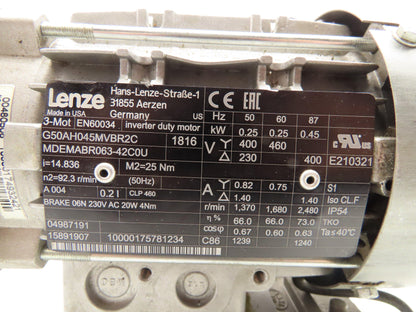 Lenze
Hans-Lenze-Straße-1
31855 Aerzen
Germany
Made in USA
CE EAC
US
3-Mot EN60034 inverter duty motor
G50AH045MVBR2C 1816
MDEMABR063-42C0U
i=14.836 M2=25 Nm
n2=92.3 r/min (50Hz)
A 004 0.2 l CLP 460
BRAKE 06N 230V AC 20W 4Nm
04987191
15891907 10000175781234 C86
Hz 50 60 87
kW 0.25 0.25 0.45
V Y 400 460
△ 230 400 E210321
A Y 0.82 0.75 S1
△ 1.40 1.40 Iso CL.F
r/min 1,370 1,680 2,480 IP54
η % 66.0 66.0 73.0 TKO
cosφ 0.67 0.60 0.63 Ta≤40°C
1239 1240